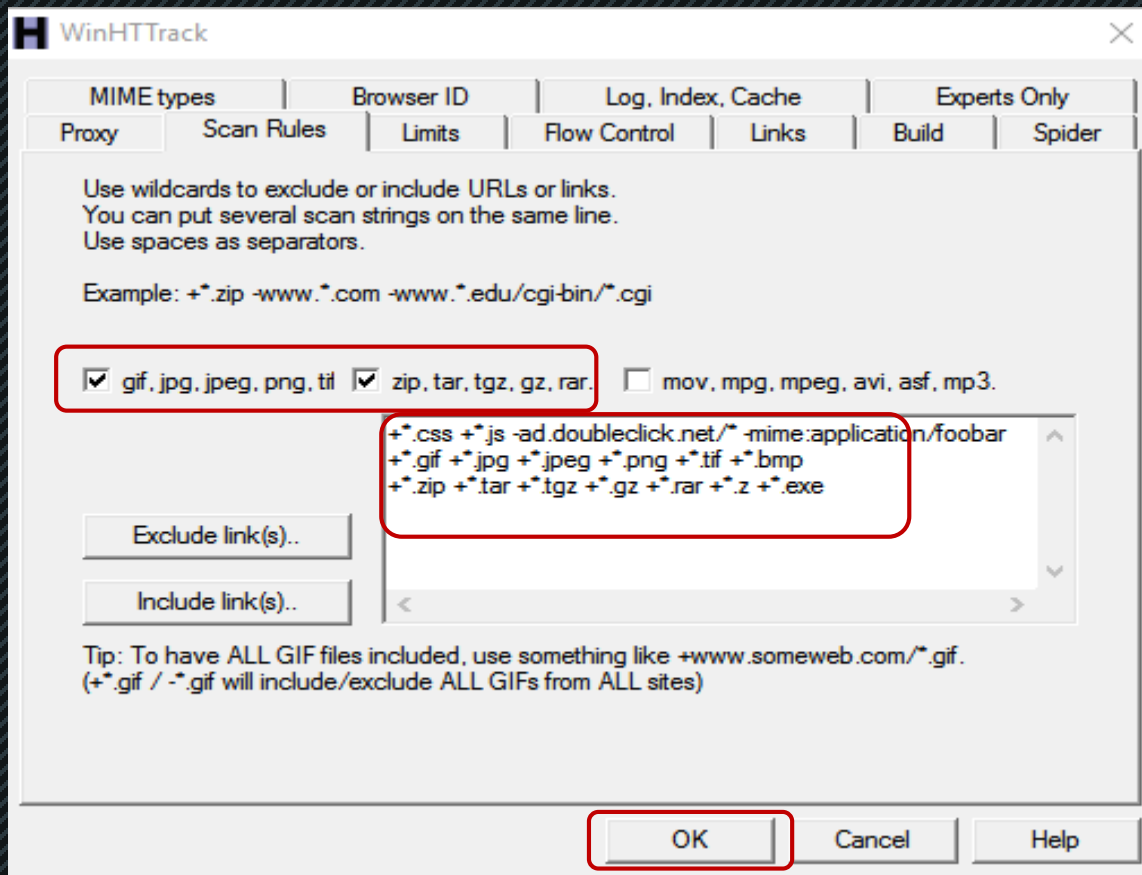 WinHTTrack
MIME types Browser ID Log, Index, Cache Experts Only
Proxy Scan Rules Limits Flow Control Links Build Spider
Use wildcards to exclude or include URLs or links.
You can put several scan strings on the same line.
Use spaces as separators.
Example: +*.zip -www.*.com -www.*.edu/cgi-bin/*.cgi
gif, jpg, jpeg, png, tif zip, tar, tgz, gz, rar. mov, mpg, mpeg, avi, asf, mp3.
+*.css +*.js -ad.doubleclick.net/* -mime:application/foobar
+*.gif +*.jpg +*.jpeg +*.png +*.tif +*.bmp
+*.zip +*.tar +*.tgz +*.gz +*.rar +*.z +*.exe
Exclude link(s)..
Include link(s)..
Tip: To have ALL GIF files included, use something like +www.someweb.com/*.gif.
(+*.gif / -*.gif will include/exclude ALL GIFs from ALL sites)
OK Cancel Help